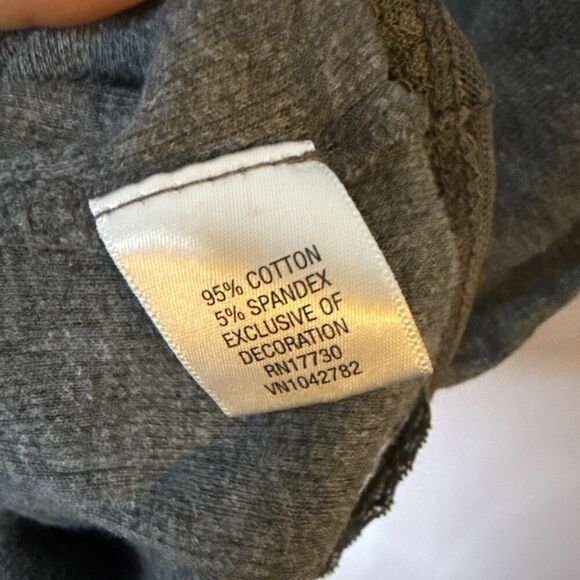 95% COTTON
5% SPANDEX
EXCLUSIVE OF
DECORATION
RN17730
VN1042782